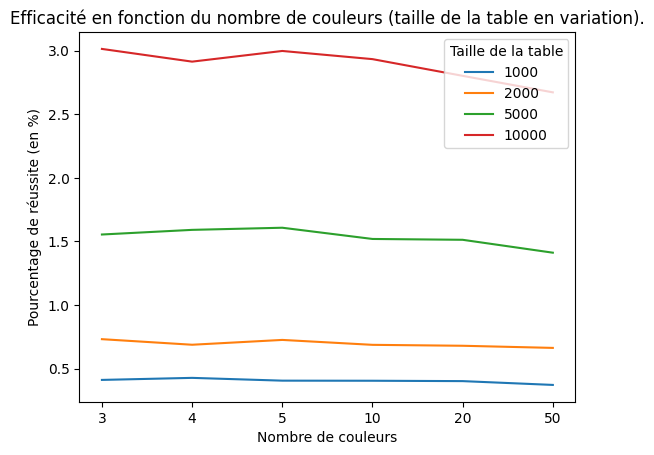 Efficacité en fonction du nombre de couleurs (taille de la table en variation).
Pourcentage de réussite (en %)
3.0
2.5
2.0
1.5
1.0
0.5
Taille de la table
1000
2000
5000
10000
3 4 5 10 20 50
Nombre de couleurs